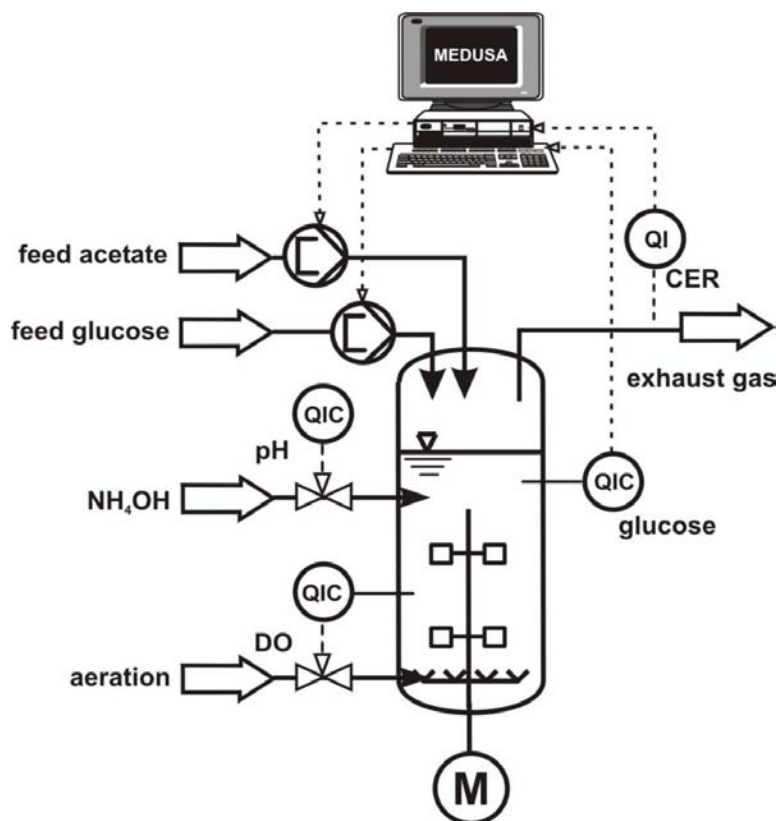 MEDUSA
QI
CER
feed acetate
feed glucose
exhaust gas
QIC
pH
NH₄OH
QIC
glucose
QIC
DO
aeration
M